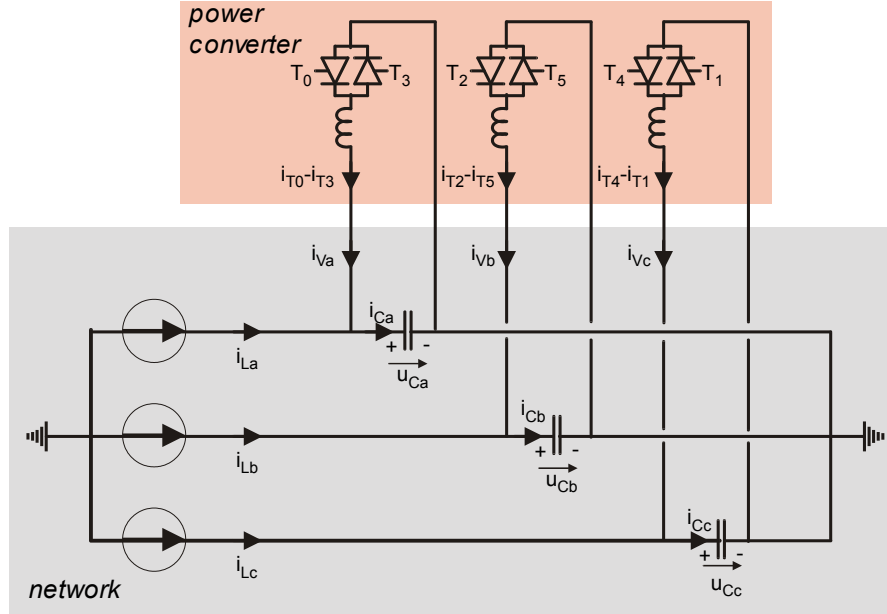 power
converter
T0 T3 T2 T5 T4 T1
iT0-iT3 iT2-iT5 iT4-iT1
iVa iVb iVc
iCa
+ -
iLa
uCa
iCb
+ -
iLb
uCb
iCc
+ -
iLc
uCc
network